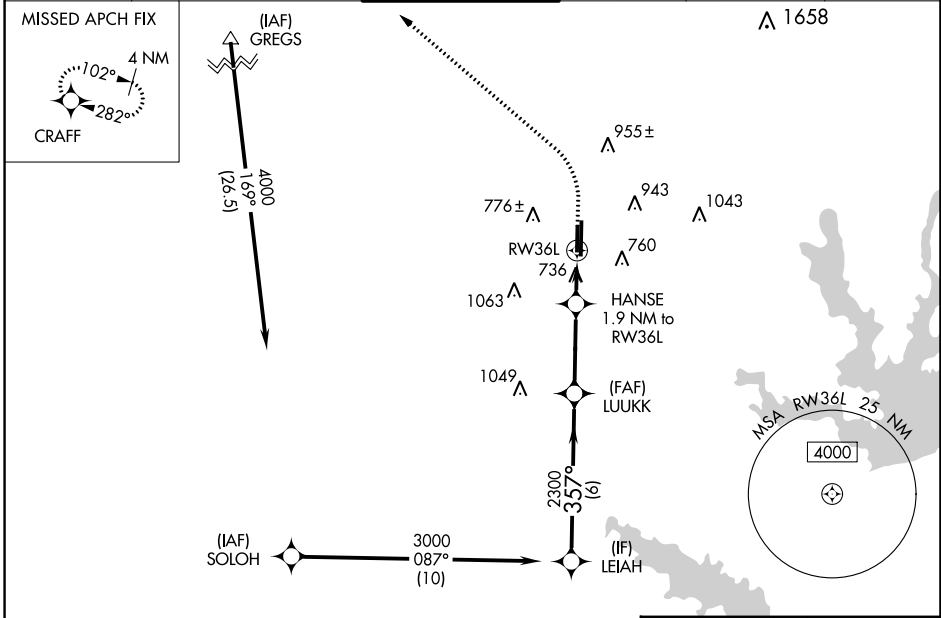 MISSED APCH FIX
4 NM
102°
282°
CRAFF
(IAF)
GREGS
4000
169°
(26.5)
1658
955±
943
1043
776±
RW36L
760
736
1063
HANSE
1.9 NM to
RW36L
1049
(FAF)
LUUKK
MSA RW36L 25 NM
4000
2300
357°
(6)
(IAF)
SOLOH
3000
087°
(10)
(IF)
LEIAH